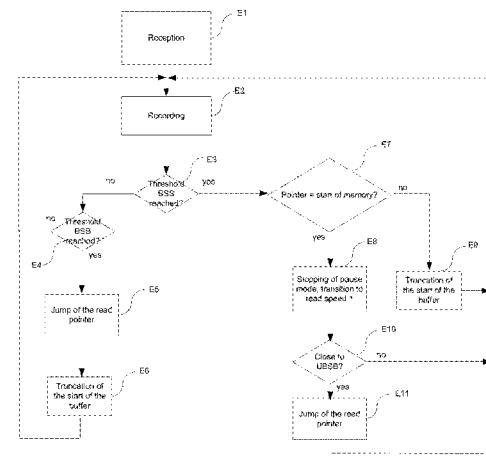 E1
Reception
E2
Recording
E3
Threshold
BSS
reached?
no
yes
E7
Pointer = start of memory?
no
yes
no
Threshold
BSB
reached?
E4
yes
E8
Stopping of pause
mode, transition to
read speed
E9
Truncation of
the start of the
buffer
E5
Jump of the read
pointer
E10
Close to
UBSB?
no
yes
E6
Truncation of
the start of the
buffer
E11
Jump of the read
pointer